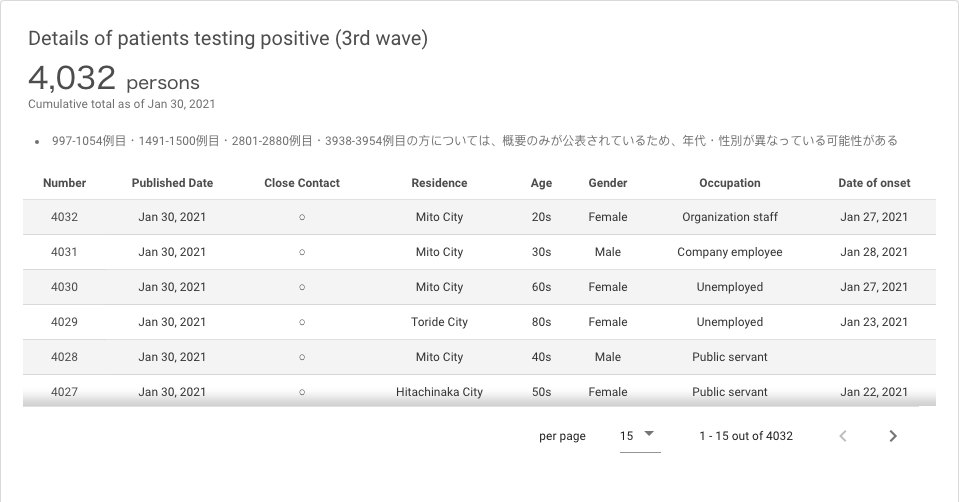 Details of patients testing positive (3rd wave)
4,032 persons
Cumulative total as of Jan 30, 2021
• 997-1054例目・1491-1500例目・2801-2880例目・3938-3954例目の方については、概要のみが公表されているため、年代・性別が異なっている可能性がある
Number Published Date Close Contact Residence Age Gender Occupation Date of onset
4032 Jan 30, 2021 ○ Mito City 20s Female Organization staff Jan 27, 2021
4031 Jan 30, 2021 ○ Mito City 30s Male Company employee Jan 28, 2021
4030 Jan 30, 2021 ○ Mito City 60s Female Unemployed Jan 27, 2021
4029 Jan 30, 2021 ○ Toride City 80s Female Unemployed Jan 23, 2021
4028 Jan 30, 2021 ○ Mito City 40s Male Public servant
4027 Jan 30, 2021 ○ Hitachinaka City 50s Female Public servant Jan 22, 2021
per page 15 1 - 15 out of 4032